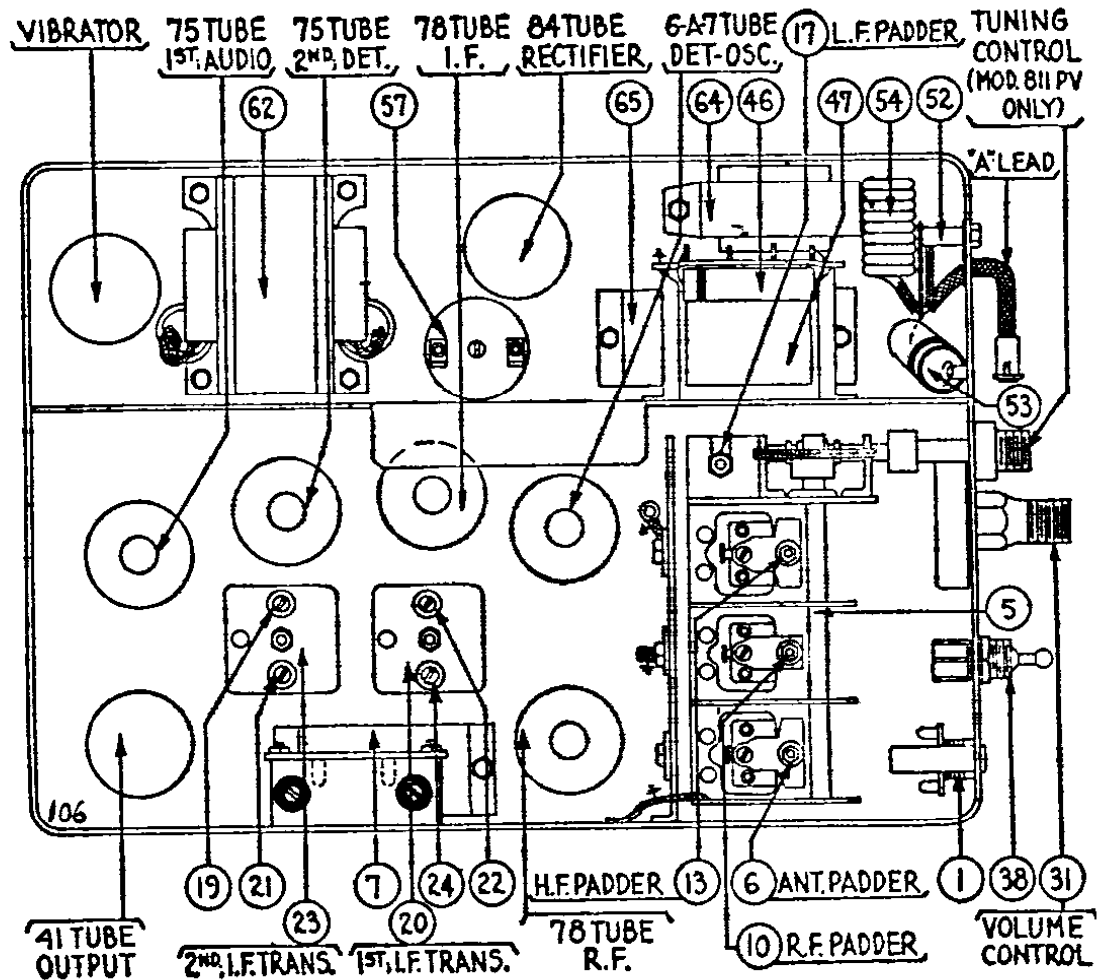 VIBRATOR
75 TUBE
1ST, AUDIO
75 TUBE
2ND, DET.
78 TUBE
I.F.
84 TUBE
RECTIFIER
6-A-7 TUBE
DET-OSC.
17 L.F. PADDER
TUNING
CONTROL
(MOD. 811 PV
ONLY)
62
57
65
64
46
47
54
52
"A" LEAD
53
5
106
19
21
7
24
22
H.F. PADDER 13
6 ANT. PADDER
1
38
31
23
20
41 TUBE
OUTPUT
2ND, I.F. TRANS.
1ST, I.F. TRANS.
78 TUBE
R.F.
10 R.F. PADDER
VOLUME
CONTROL